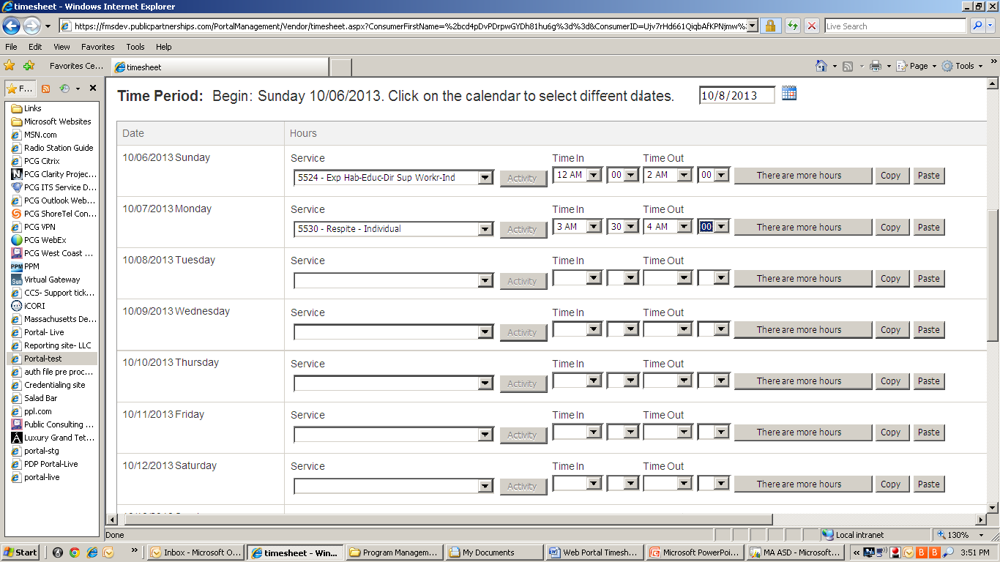 timesheet - Windows Internet Explorer
https://fmsdev.publicpartnerships.com/PortalManagment/Vendor/timesheet.aspx?ConsumerFirstName=%2bcd4pDvPDrpwGYDh81hu6g%3d%3d&ConsumerID=Ujv7rHd661QiqbAfKPNjmw%3
Live Search
File Edit View Favorites Tools Help
Favorites Ce...
timesheet
Page Tools
F...
Links
Microsoft Websites
MSN.com
Radio Station Guide
PCG Citrix
PCG Clarity Projec...
PCG ITS Service D...
PCG Outlook Web...
PCG ShoreTel Con...
PCG VPN
PCG WebEx
PCG West Coast ...
PPM
Virtual Gateway
CCS- Support tick...
iCORI
Massachusetts De...
Portal- Live
Reporting site- LLC
Portal-test
auth file pre proc...
Credentialing site
Salad Bar
ppl.com
Public Consulting ...
Luxury Grand Tet...
portal-stg
PDP Portal-Live
portal-live
Time Period: Begin: Sunday 10/06/2013. Click on the calendar to select different dates. 10/8/2013
Date Hours
10/06/2013 Sunday Service Time In Time Out
5524 - Exp Hab-Educ-Dir Sup Workr-Ind Activity 12 AM 00 2 AM 00 There are more hours Copy Paste
10/07/2013 Monday Service Time In Time Out
5530 - Respite - Individual Activity 3 AM 30 4 AM 00 There are more hours Copy Paste
10/08/2013 Tuesday Service Time In Time Out
Activity There are more hours Copy Paste
10/09/2013 Wednesday Service Time In Time Out
Activity There are more hours Copy Paste
10/10/2013 Thursday Service Time In Time Out
Activity There are more hours Copy Paste
10/11/2013 Friday Service Time In Time Out
Activity There are more hours Copy Paste
10/12/2013 Saturday Service Time In Time Out
Activity There are more hours Copy Paste
Done Local intranet 130%
Start Inbox - Microsoft O... timesheet - Win... Program Managem... My Documents Web Portal Timesh... Microsoft PowerPoi... MA ASD - Microsoft... 3:51 PM